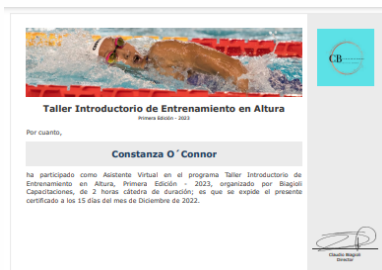 Taller Introductorio de Entrenamiento en Altura
Primera Edición - 2023
Por cuanto,
Constanza O´Connor
ha participado como Asistente Virtual en el programa Taller Introductorio de
Entrenamiento en Altura, Primera Edición - 2023, organizado por Biagioli
Capacitaciones, de 2 horas cátedra de duración; es que se expide el presente
certificado a los 15 días del mes de Diciembre de 2022.
CB
Claudio Biagioli
Director